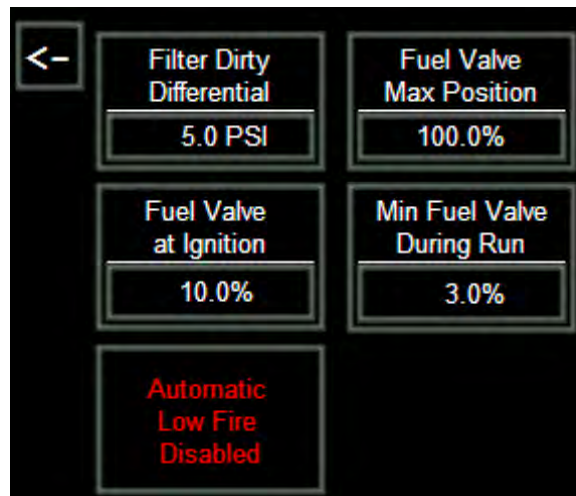 <-
Filter Dirty
Differential
5.0 PSI
Fuel Valve
Max Position
100.0%
Fuel Valve
at Ignition
10.0%
Min Fuel Valve
During Run
3.0%
Automatic
Low Fire
Disabled